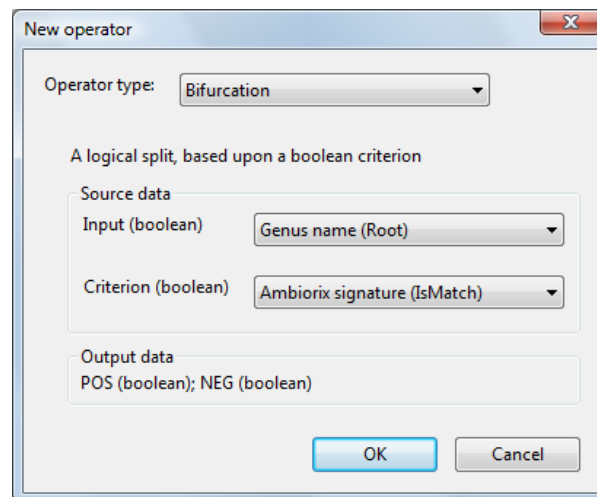 New operator
Operator type: Bifurcation
A logical split, based upon a boolean criterion
Source data
Input (boolean) Genus name (Root)
Criterion (boolean) Ambiorix signature (IsMatch)
Output data
POS (boolean); NEG (boolean)
OK Cancel